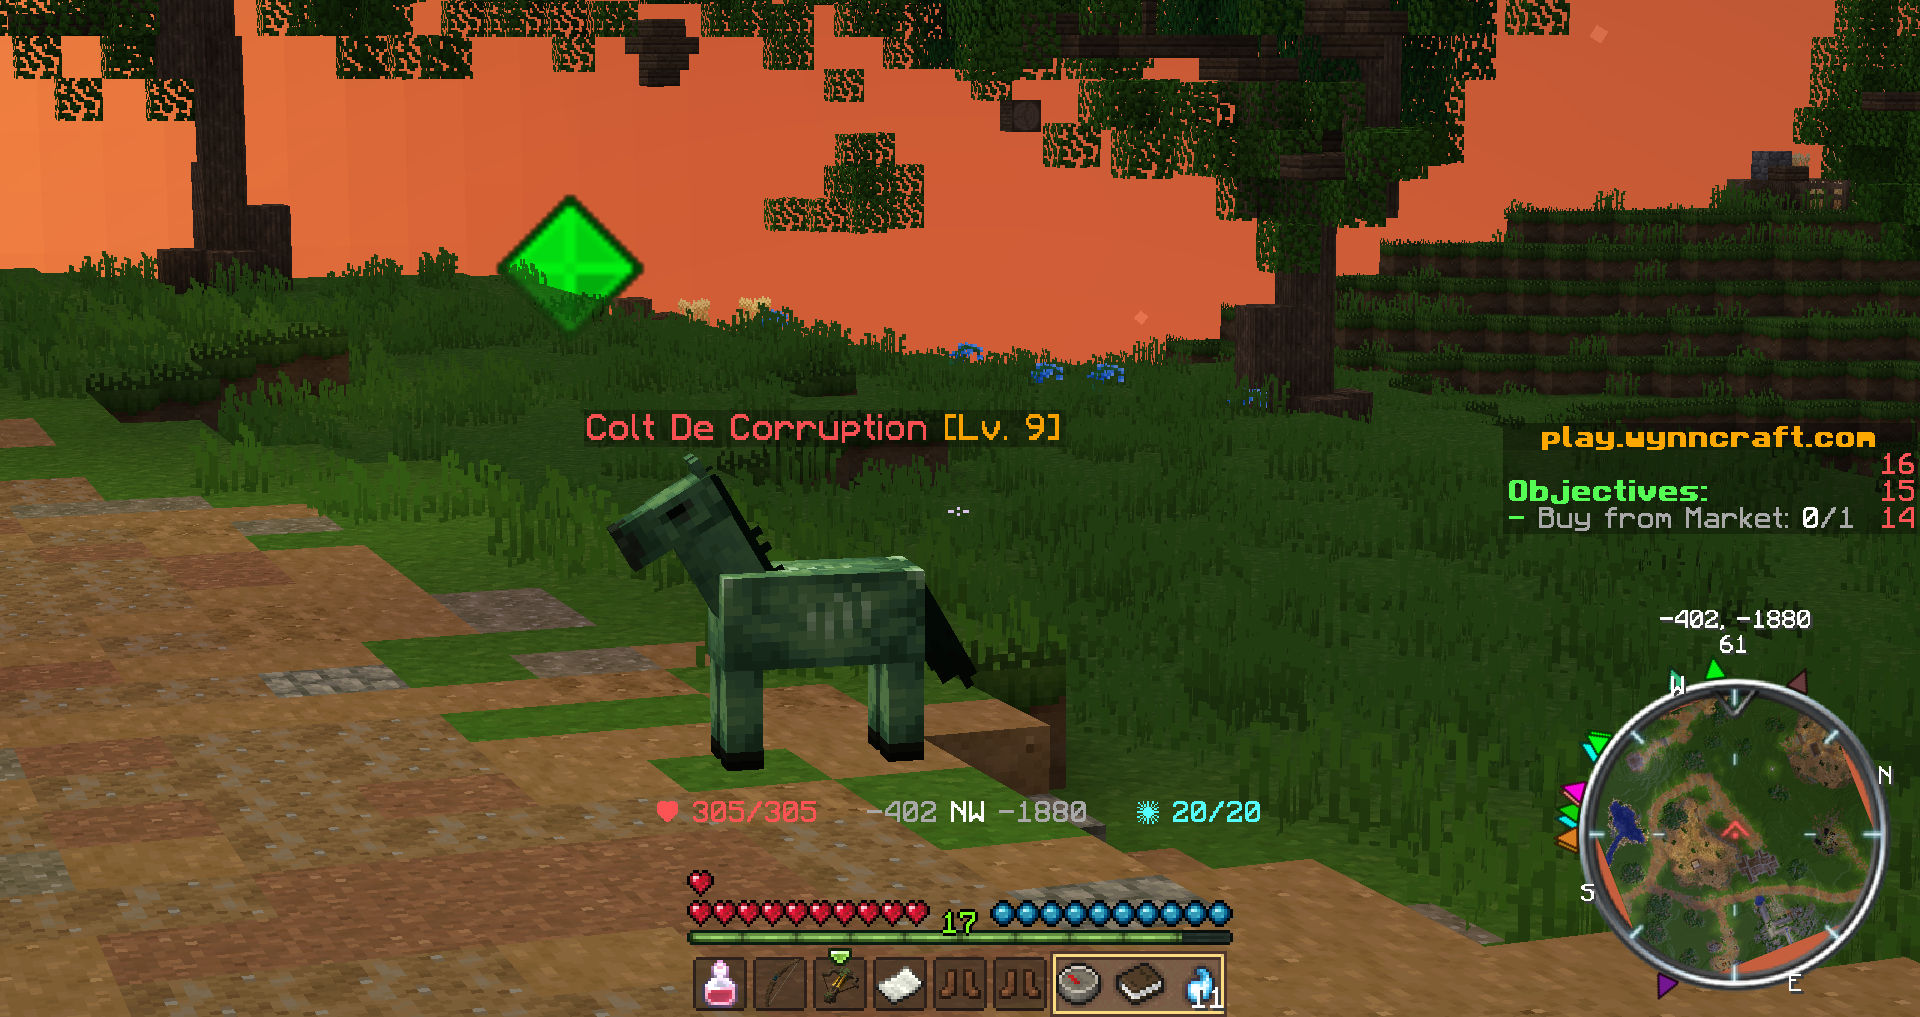 Colt De Corruption [Lv. 9]
play.wynncraft.com
16
Objectives: 15
- Buy from Market: 0/1 14
-402, -1880
61
W
N
S
E
305/305 -402 NW -1880 20/20
17
11